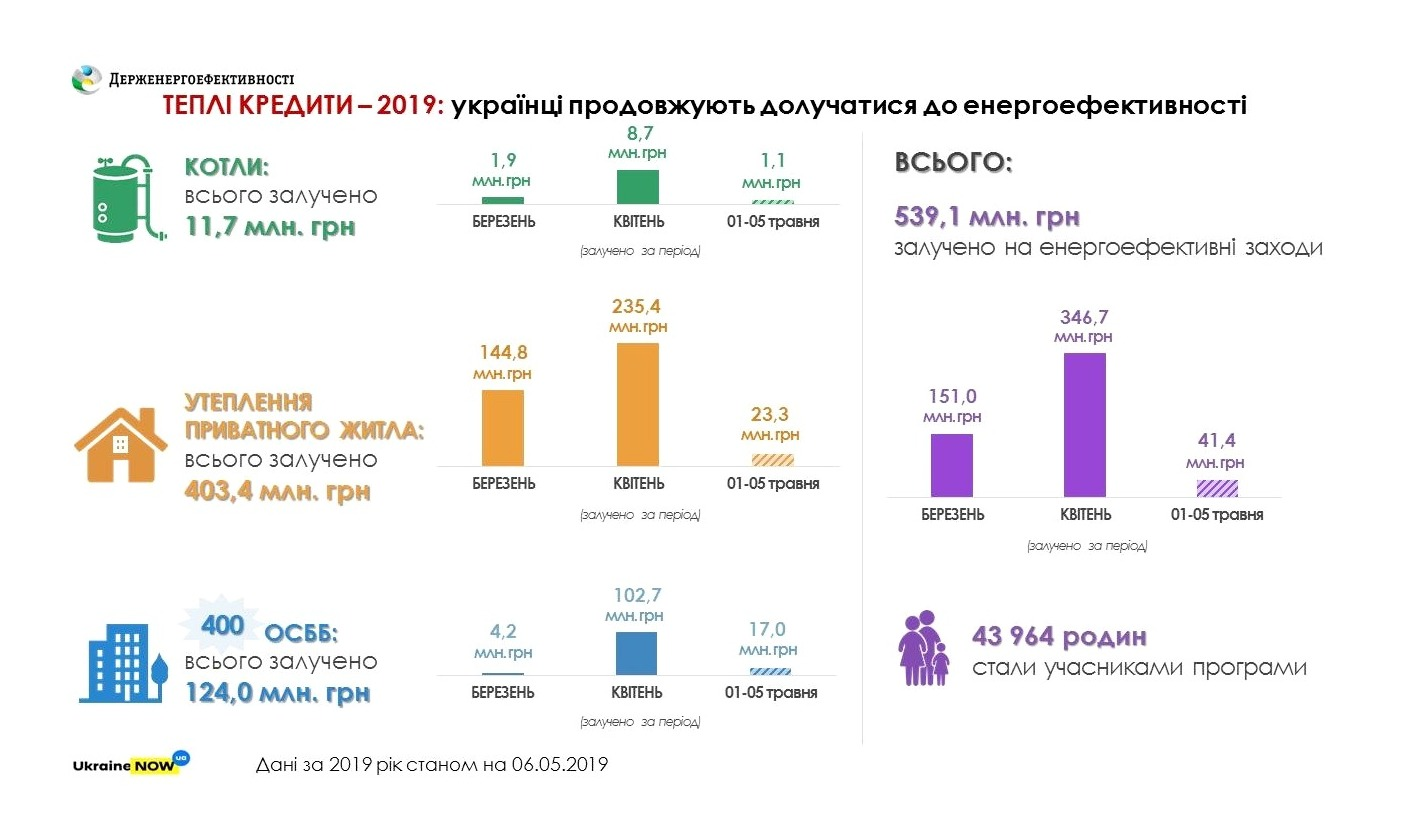 ДЕРЖЕНЕРГОЕФЕКТИВНОСТІ
ТЕПЛІ КРЕДИТИ – 2019: українці продовжують долучатися до енергоефективності
КОТЛИ:
всього залучено
11,7 млн. грн
1,9
млн.грн
8,7
млн.грн
1,1
млн.грн
БЕРЕЗЕНЬ
КВІТЕНЬ
01-05 травня
(залучено за період)
УТЕПЛЕННЯ
ПРИВАТНОГО ЖИТЛА:
всього залучено
403,4 млн. грн
144,8
млн.грн
235,4
млн.грн
23,3
млн.грн
БЕРЕЗЕНЬ
КВІТЕНЬ
01-05 травня
(залучено за період)
400 ОСББ:
всього залучено
124,0 млн. грн
4,2
млн.грн
102,7
млн.грн
17,0
млн.грн
БЕРЕЗЕНЬ
КВІТЕНЬ
01-05 травня
(залучено за період)
ВСЬОГО:
539,1 млн. грн
залучено на енергоефективні заходи
151,0
млн.грн
346,7
млн.грн
41,4
млн.грн
БЕРЕЗЕНЬ
КВІТЕНЬ
01-05 травня
(залучено за період)
43 964 родин
стали учасниками програми
Ukraine NOW ua
Дані за 2019 рік станом на 06.05.2019